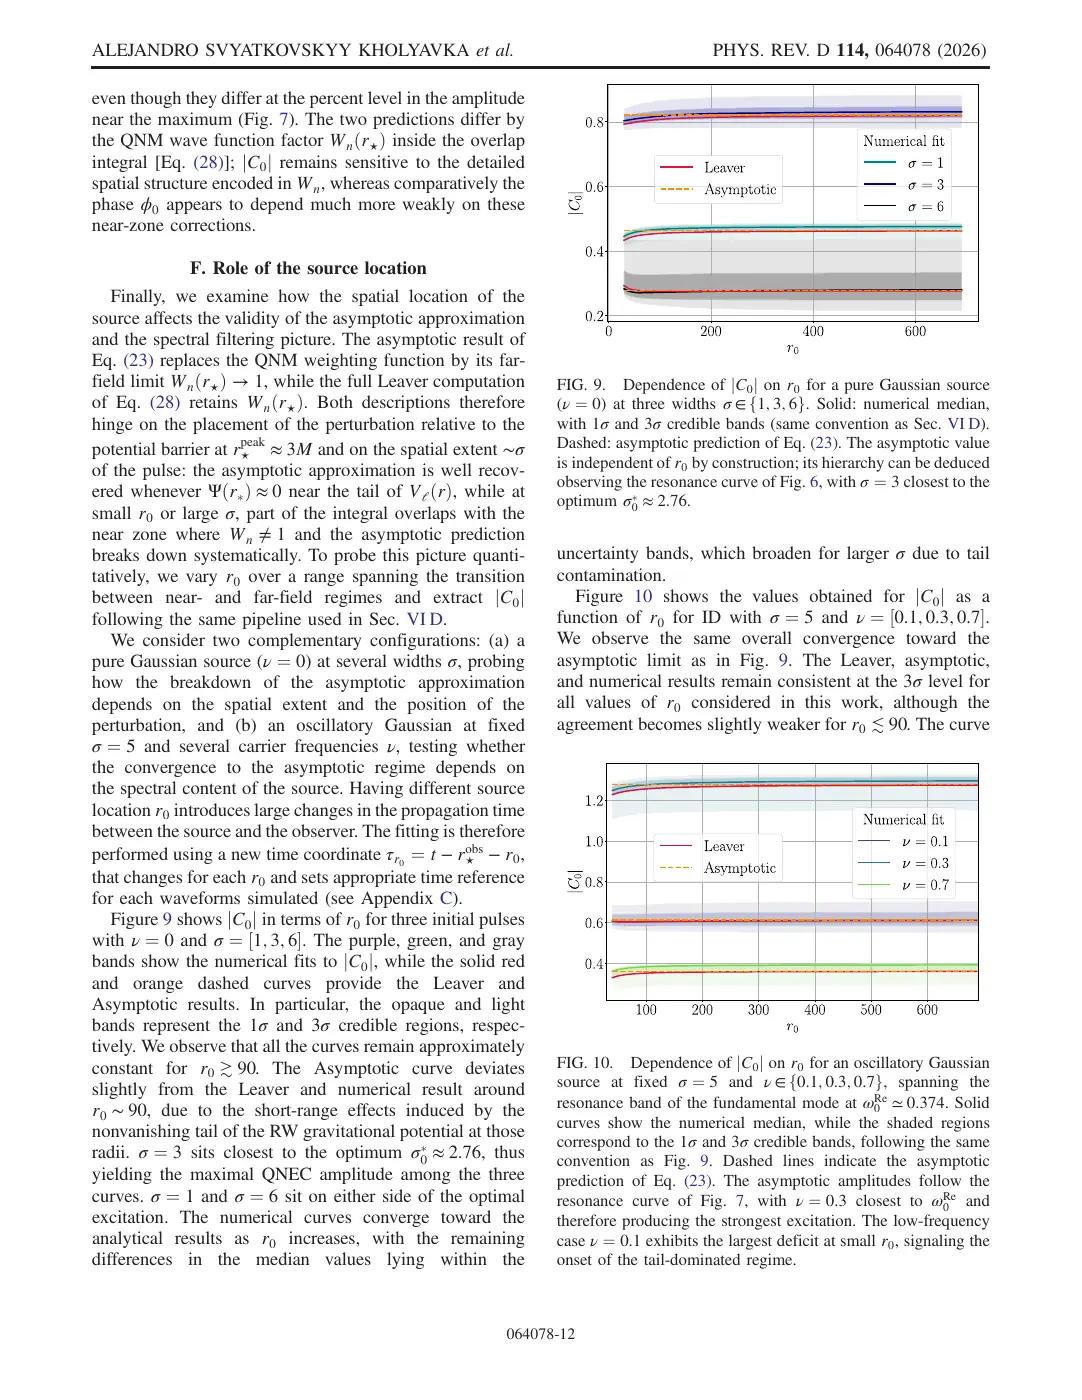 ALEJANDRO SVYATKOVSKYY KHOLYAVKA et al.
PHYS. REV. D 114, 064078 (2026)
even though they differ at the percent level in the amplitude
near the maximum (Fig. 7). The two predictions differ by
the QNM wave function factor Wn(r⋆) inside the overlap
integral [Eq. (28)]; |C0| remains sensitive to the detailed
spatial structure encoded in Wn, whereas comparatively the
phase ϕ0 appears to depend much more weakly on these
near-zone corrections.
F. Role of the source location
Finally, we examine how the spatial location of the
source affects the validity of the asymptotic approximation
and the spectral filtering picture. The asymptotic result of
Eq. (23) replaces the QNM weighting function by its far-
field limit Wn(r⋆) → 1, while the full Leaver computation
of Eq. (28) retains Wn(r⋆). Both descriptions therefore
hinge on the placement of the perturbation relative to the
potential barrier at r⋆^peak ≈ 3M and on the spatial extent ∼σ
of the pulse: the asymptotic approximation is well recov-
ered whenever Ψ(r∗) ≈ 0 near the tail of Vℓ(r), while at
small r0 or large σ, part of the integral overlaps with the
near zone where Wn ≠ 1 and the asymptotic prediction
breaks down systematically. To probe this picture quanti-
tatively, we vary r0 over a range spanning the transition
between near- and far-field regimes and extract |C0|
following the same pipeline used in Sec. VI D.
We consider two complementary configurations: (a) a
pure Gaussian source (ν = 0) at several widths σ, probing
how the breakdown of the asymptotic approximation
depends on the spatial extent and the position of the
perturbation, and (b) an oscillatory Gaussian at fixed
σ = 5 and several carrier frequencies ν, testing whether
the convergence to the asymptotic regime depends on
the spectral content of the source. Having different source
location r0 introduces large changes in the propagation time
between the source and the observer. The fitting is therefore
performed using a new time coordinate τr0 = t − r⋆^obs − r0,
that changes for each r0 and sets appropriate time reference
for each waveforms simulated (see Appendix C).
Figure 9 shows |C0| in terms of r0 for three initial pulses
with ν = 0 and σ = [1, 3, 6]. The purple, green, and gray
bands show the numerical fits to |C0|, while the solid red
and orange dashed curves provide the Leaver and
Asymptotic results. In particular, the opaque and light
bands represent the 1σ and 3σ credible regions, respec-
tively. We observe that all the curves remain approximately
constant for r0 ≳ 90. The Asymptotic curve deviates
slightly from the Leaver and numerical result around
r0 ∼ 90, due to the short-range effects induced by the
nonvanishing tail of the RW gravitational potential at those
radii. σ = 3 sits closest to the optimum σ0* ≈ 2.76, thus
yielding the maximal QNEC amplitude among the three
curves. σ = 1 and σ = 6 sit on either side of the optimal
excitation. The numerical curves converge toward the
analytical results as r0 increases, with the remaining
differences in the median values lying within the
|C0|
0.8
0.6
0.4
0.2
0 200 400 600
r0
Leaver
Asymptotic
Numerical fit
σ = 1
σ = 3
σ = 6
FIG. 9. Dependence of |C0| on r0 for a pure Gaussian source
(ν = 0) at three widths σ ∈ {1, 3, 6}. Solid: numerical median,
with 1σ and 3σ credible bands (same convention as Sec. VI D).
Dashed: asymptotic prediction of Eq. (23). The asymptotic value
is independent of r0 by construction; its hierarchy can be deduced
observing the resonance curve of Fig. 6, with σ = 3 closest to the
optimum σ0* ≈ 2.76.
uncertainty bands, which broaden for larger σ due to tail
contamination.
Figure 10 shows the values obtained for |C0| as a
function of r0 for ID with σ = 5 and ν = [0.1, 0.3, 0.7].
We observe the same overall convergence toward the
asymptotic limit as in Fig. 9. The Leaver, asymptotic,
and numerical results remain consistent at the 3σ level for
all values of r0 considered in this work, although the
agreement becomes slightly weaker for r0 ≲ 90. The curve
|C0|
1.2
1.0
0.8
0.6
0.4
100 200 300 400 500 600
r0
Leaver
Asymptotic
Numerical fit
ν = 0.1
ν = 0.3
ν = 0.7
FIG. 10. Dependence of |C0| on r0 for an oscillatory Gaussian
source at fixed σ = 5 and ν ∈ {0.1, 0.3, 0.7}, spanning the
resonance band of the fundamental mode at ω0^Re ≃ 0.374. Solid
curves show the numerical median, while the shaded regions
correspond to the 1σ and 3σ credible bands, following the same
convention as Fig. 9. Dashed lines indicate the asymptotic
prediction of Eq. (23). The asymptotic amplitudes follow the
resonance curve of Fig. 7, with ν = 0.3 closest to ω0^Re and
therefore producing the strongest excitation. The low-frequency
case ν = 0.1 exhibits the largest deficit at small r0, signaling the
onset of the tail-dominated regime.
064078-12